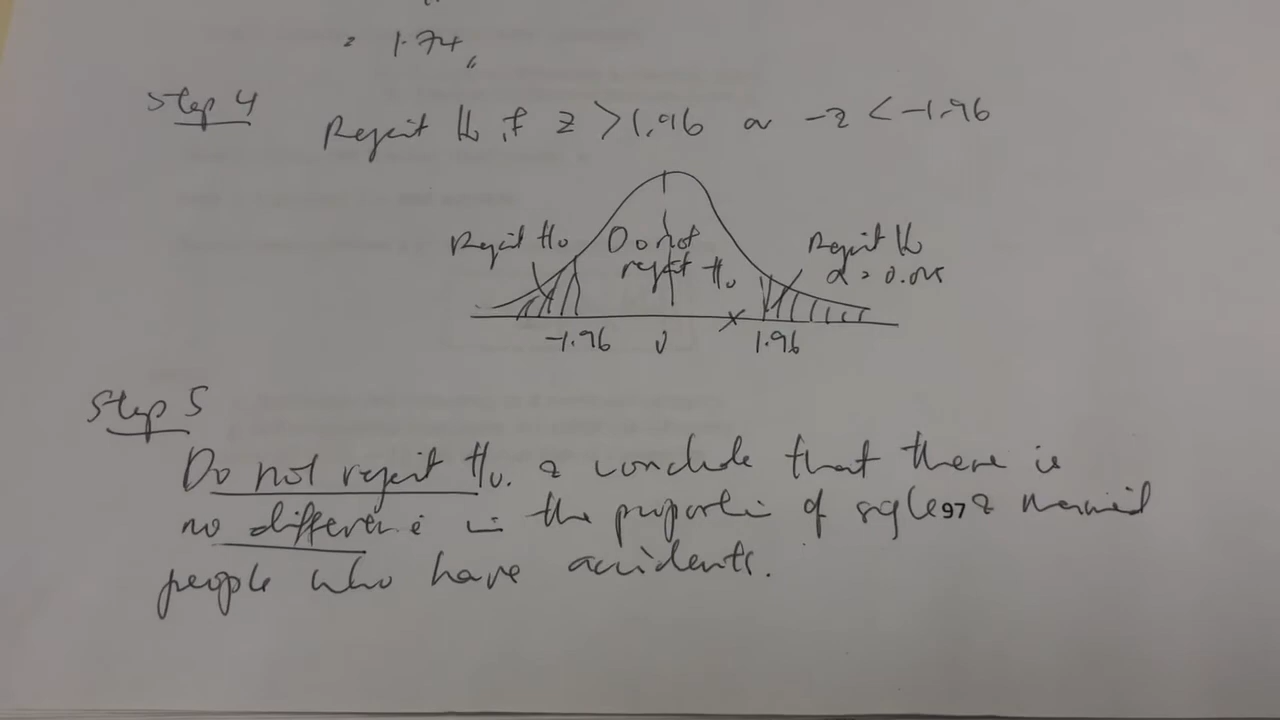 = 1.74,,
Step 4
Reject H₀ if z > 1.96 or -z < -1.96
Reject H₀
Do not
reject H₀
Reject H₀
α = 0.025
-1.96 0 1.96
Step 5
Do not reject H₀. & conclude that there is
no difference in the proportion of single & married
people who have accidents.
97